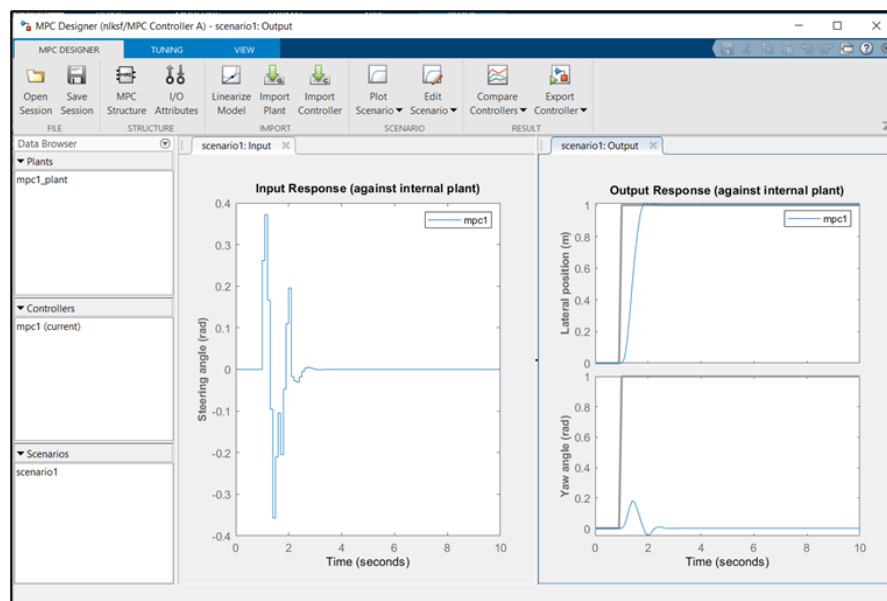 MPC Designer (nlksf/MPC Controller A) - scenario1: Output
MPC DESIGNER TUNING VIEW
Open Session
Save Session
MPC Structure
I/O Attributes
Linearize Model
Import Plant
Import Controller
Plot Scenario
Edit Scenario
Compare Controllers
Export Controller
FILE STRUCTURE IMPORT SCENARIO RESULT
Data Browser
Plants
mpc1_plant
Controllers
mpc1 (current)
Scenarios
scenario1
scenario1: Input
Input Response (against internal plant)
mpc1
Steering angle (rad)
0.4
0.3
0.2
0.1
0
-0.1
-0.2
-0.3
-0.4
0 2 4 6 8 10
Time (seconds)
scenario1: Output
Output Response (against internal plant)
mpc1
Lateral position (m)
1
0.8
0.6
0.4
0.2
0
Yaw angle (rad)
1
0.8
0.6
0.4
0.2
0
0 2 4 6 8 10
Time (seconds)